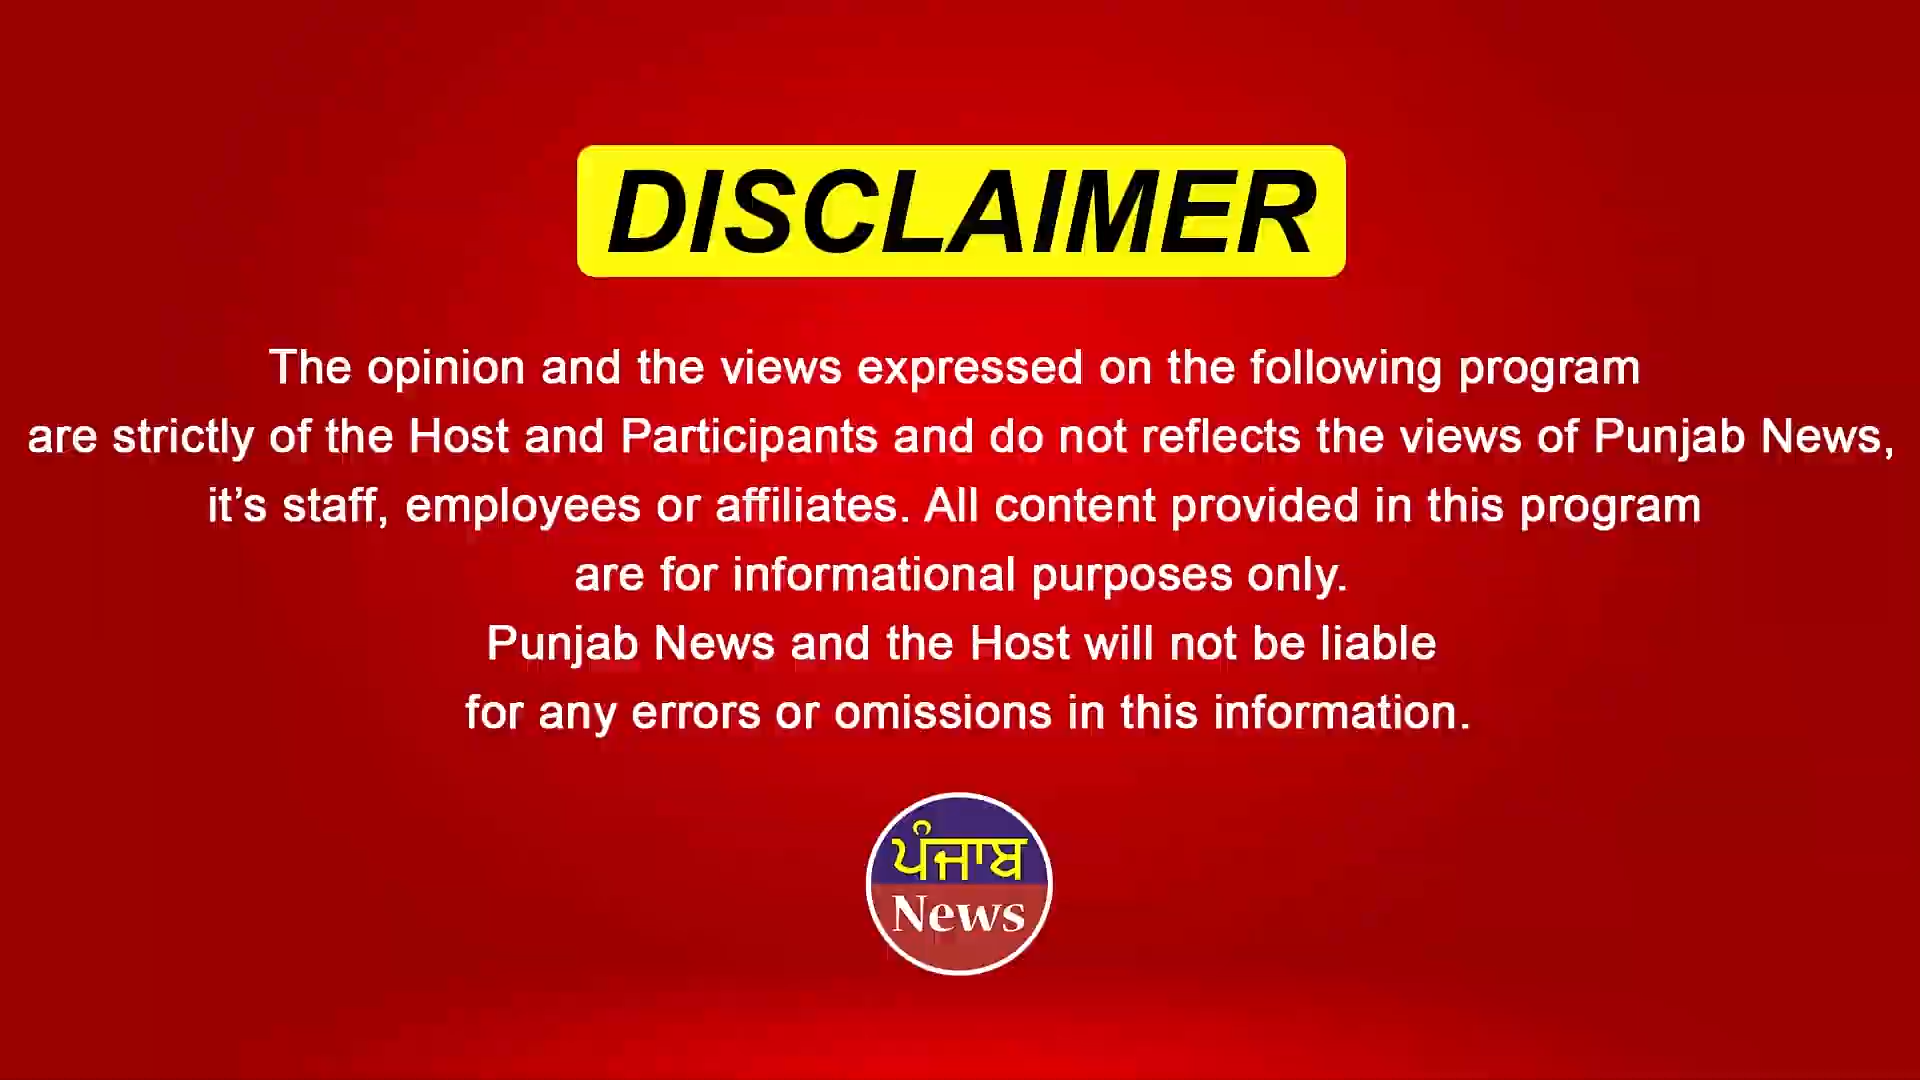 DISCLAIMER
The opinion and the views expressed on the following program
are strictly of the Host and Participants and do not reflects the views of Punjab News,
it’s staff, employees or affiliates. All content provided in this program
are for informational purposes only.
Punjab News and the Host will not be liable
for any errors or omissions in this information.
ਪੰਜਾਬ
News